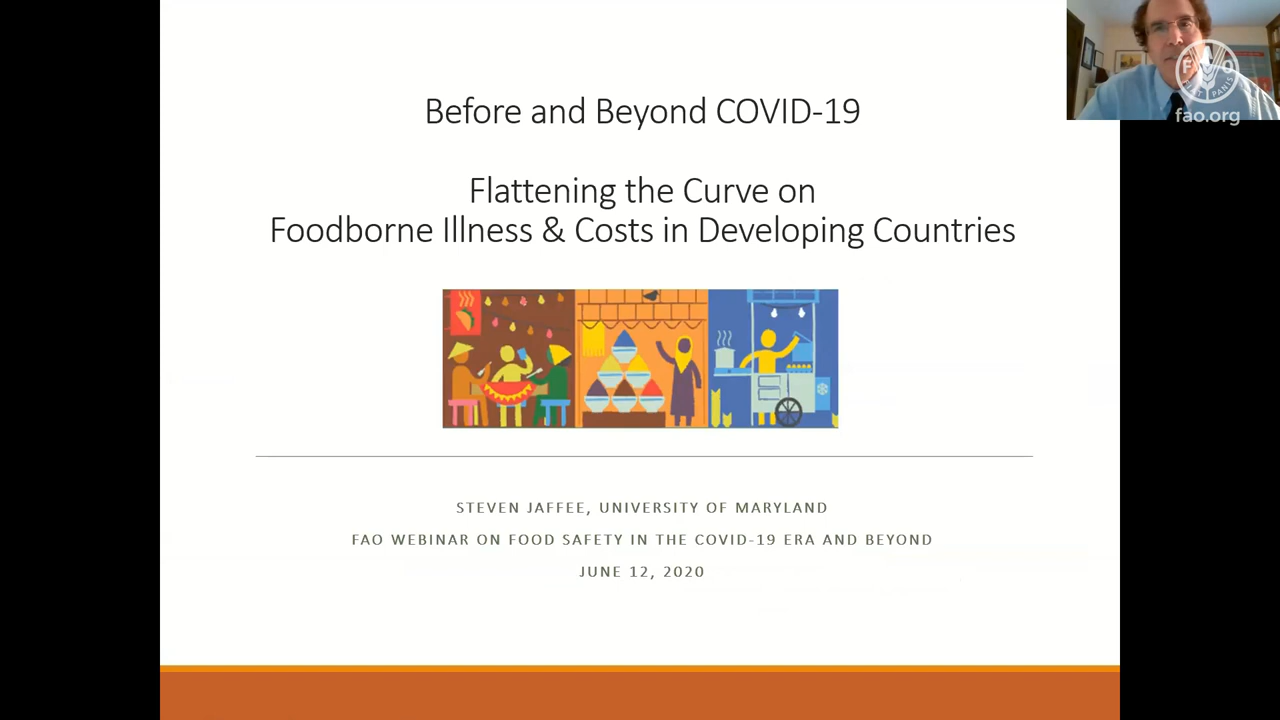 Before and Beyond COVID-19
Flattening the Curve on
Foodborne Illness & Costs in Developing Countries
STEVEN JAFFEE, UNIVERSITY OF MARYLAND
FAO WEBINAR ON FOOD SAFETY IN THE COVID-19 ERA AND BEYOND
JUNE 12, 2020
FAO
fao.org